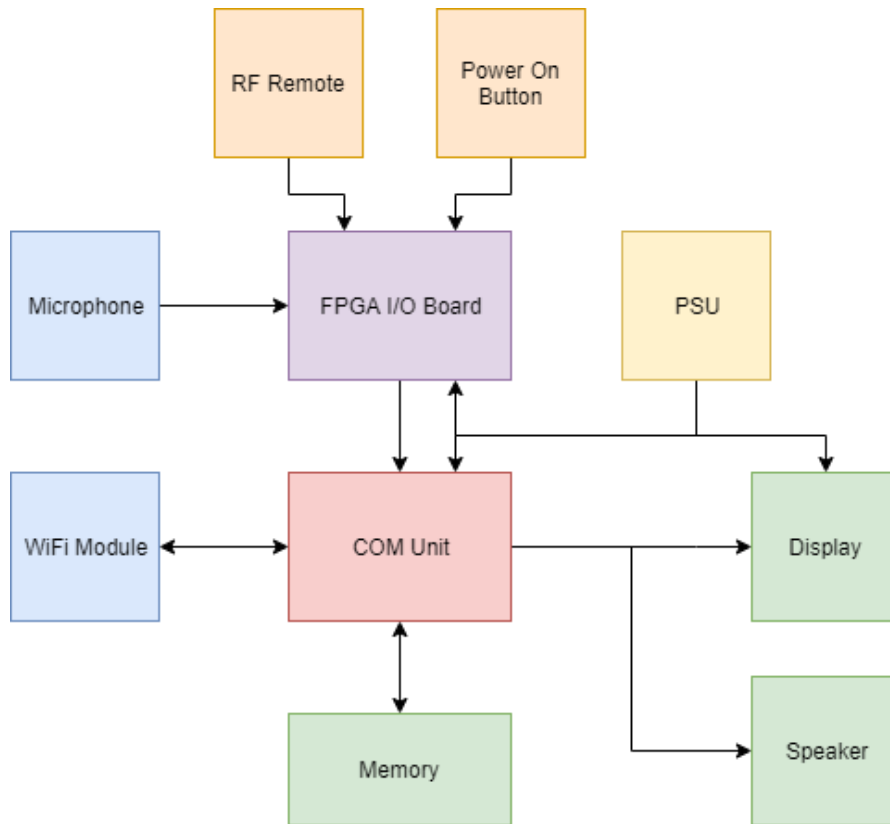 RF Remote
Power On
Button
Microphone
FPGA I/O Board
PSU
WiFi Module
COM Unit
Display
Memory
Speaker